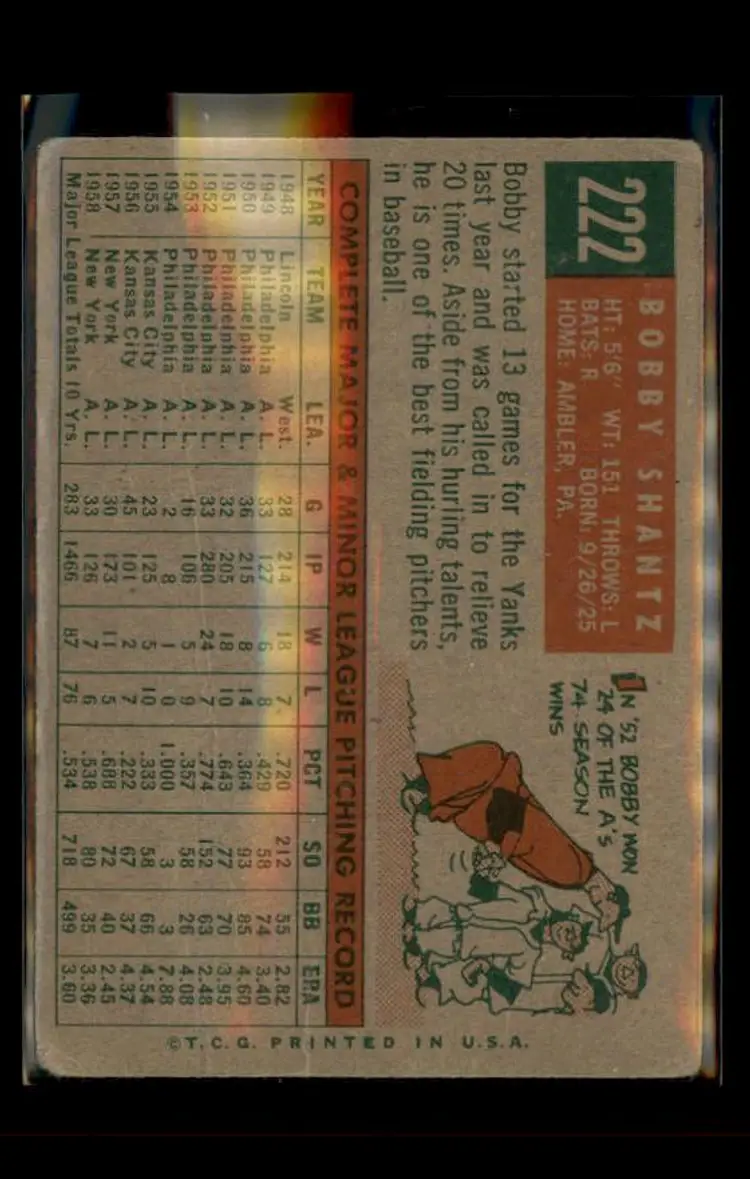 222
BOBBY SHANTZ
HT: 5'6" WT: 151 THROWS: L
BATS: R BORN: 9/26/25
HOME: AMBLER, PA.
Bobby started 13 games for the Yanks
last year and was called in to relieve
20 times. Aside from his hurling talents,
he is one of the best fielding pitchers
in baseball.
IN '52 BOBBY WON
24 OF THE A'S
74 SEASON
WINS
COMPLETE MAJOR & MINOR LEAGUE PITCHING RECORD
YEAR TEAM LEA. G IP W L PCT SO BB ERA
1948 Lincoln West. 28 214 18 7 .720 212 55 2.82
1949 Philadelphia A. L. 33 127 6 8 .429 58 74 3.40
1950 Philadelphia A. L. 36 215 8 14 .364 93 85 4.60
1951 Philadelphia A. L. 32 205 18 10 .643 77 70 3.95
1952 Philadelphia A. L. 33 280 24 7 .774 152 63 2.48
1953 Philadelphia A. L. 16 106 5 9 .357 58 26 4.08
1954 Philadelphia A. L. 2 8 1 0 1.000 3 3 7.88
1955 Kansas City A. L. 23 125 5 10 .333 58 66 4.54
1956 Kansas City A. L. 45 101 2 7 .222 67 37 4.37
1957 New York A. L. 30 173 11 5 .688 72 40 2.45
1958 New York A. L. 33 126 7 6 .538 80 35 3.36
Major League Totals 10 Yrs. 283 1466 87 76 .534 718 499 3.60
©T.C.G. PRINTED IN U.S.A.